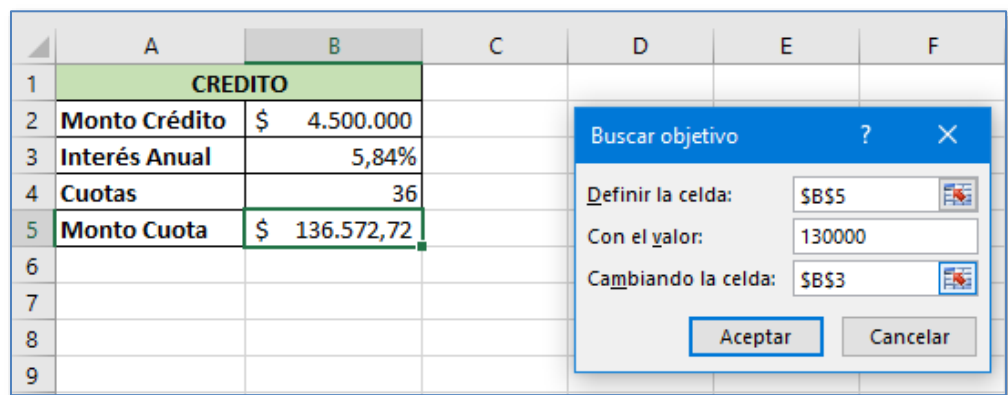 A B C D E F
1 CREDITO
2 Monto Crédito $ 4.500.000
3 Interés Anual 5,84%
4 Cuotas 36
5 Monto Cuota $ 136.572,72
6
7
8
9
Buscar objetivo ? ×
Definir la celda: $B$5
Con el valor: 130000
Cambiando la celda: $B$3
Aceptar Cancelar